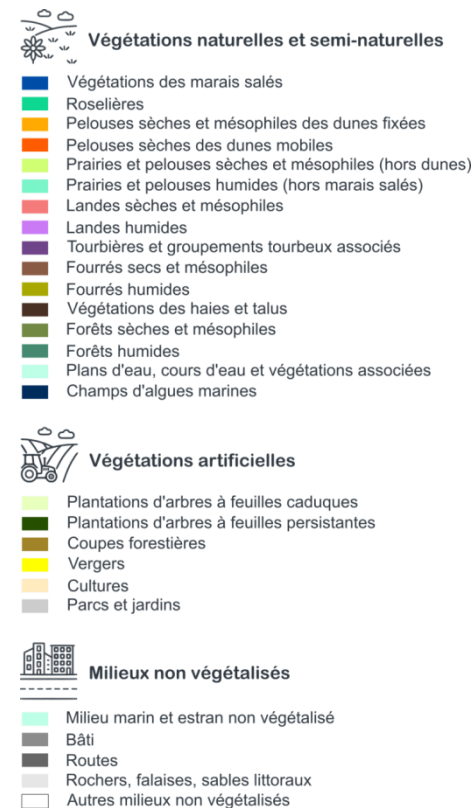 Végétations naturelles et semi-naturelles
Végétations des marais salés
Roselières
Pelouses sèches et mésophiles des dunes fixées
Pelouses sèches des dunes mobiles
Prairies et pelouses sèches et mésophiles (hors dunes)
Prairies et pelouses humides (hors marais salés)
Landes sèches et mésophiles
Landes humides
Tourbières et groupements tourbeux associés
Fourrés secs et mésophiles
Fourrés humides
Végétations des haies et talus
Forêts sèches et mésophiles
Forêts humides
Plans d'eau, cours d'eau et végétations associées
Champs d'algues marines
Végétations artificielles
Plantations d'arbres à feuilles caduques
Plantations d'arbres à feuilles persistantes
Coupes forestières
Vergers
Cultures
Parcs et jardins
Milieux non végétalisés
Milieu marin et estran non végétalisé
Bâti
Routes
Rochers, falaises, sables littoraux
Autres milieux non végétalisés